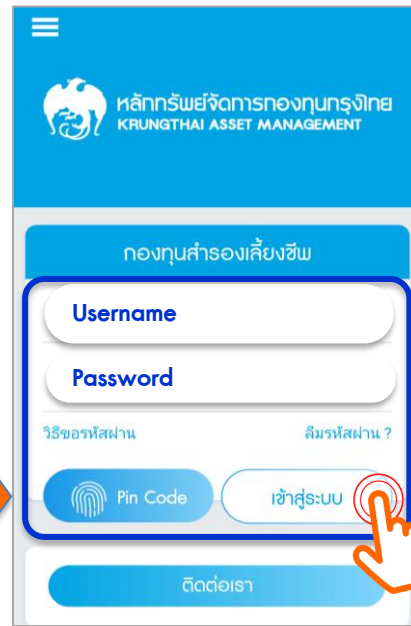 หลักทรัพย์จัดการกองทุนกรุงไทย
KRUNGTHAI ASSET MANAGEMENT
กองทุนสำรองเลี้ยงชีพ
Username
Password
วิธีขอรหัสผ่าน ลืมรหัสผ่าน ?
Pin Code เข้าสู่ระบบ
ติดต่อเรา